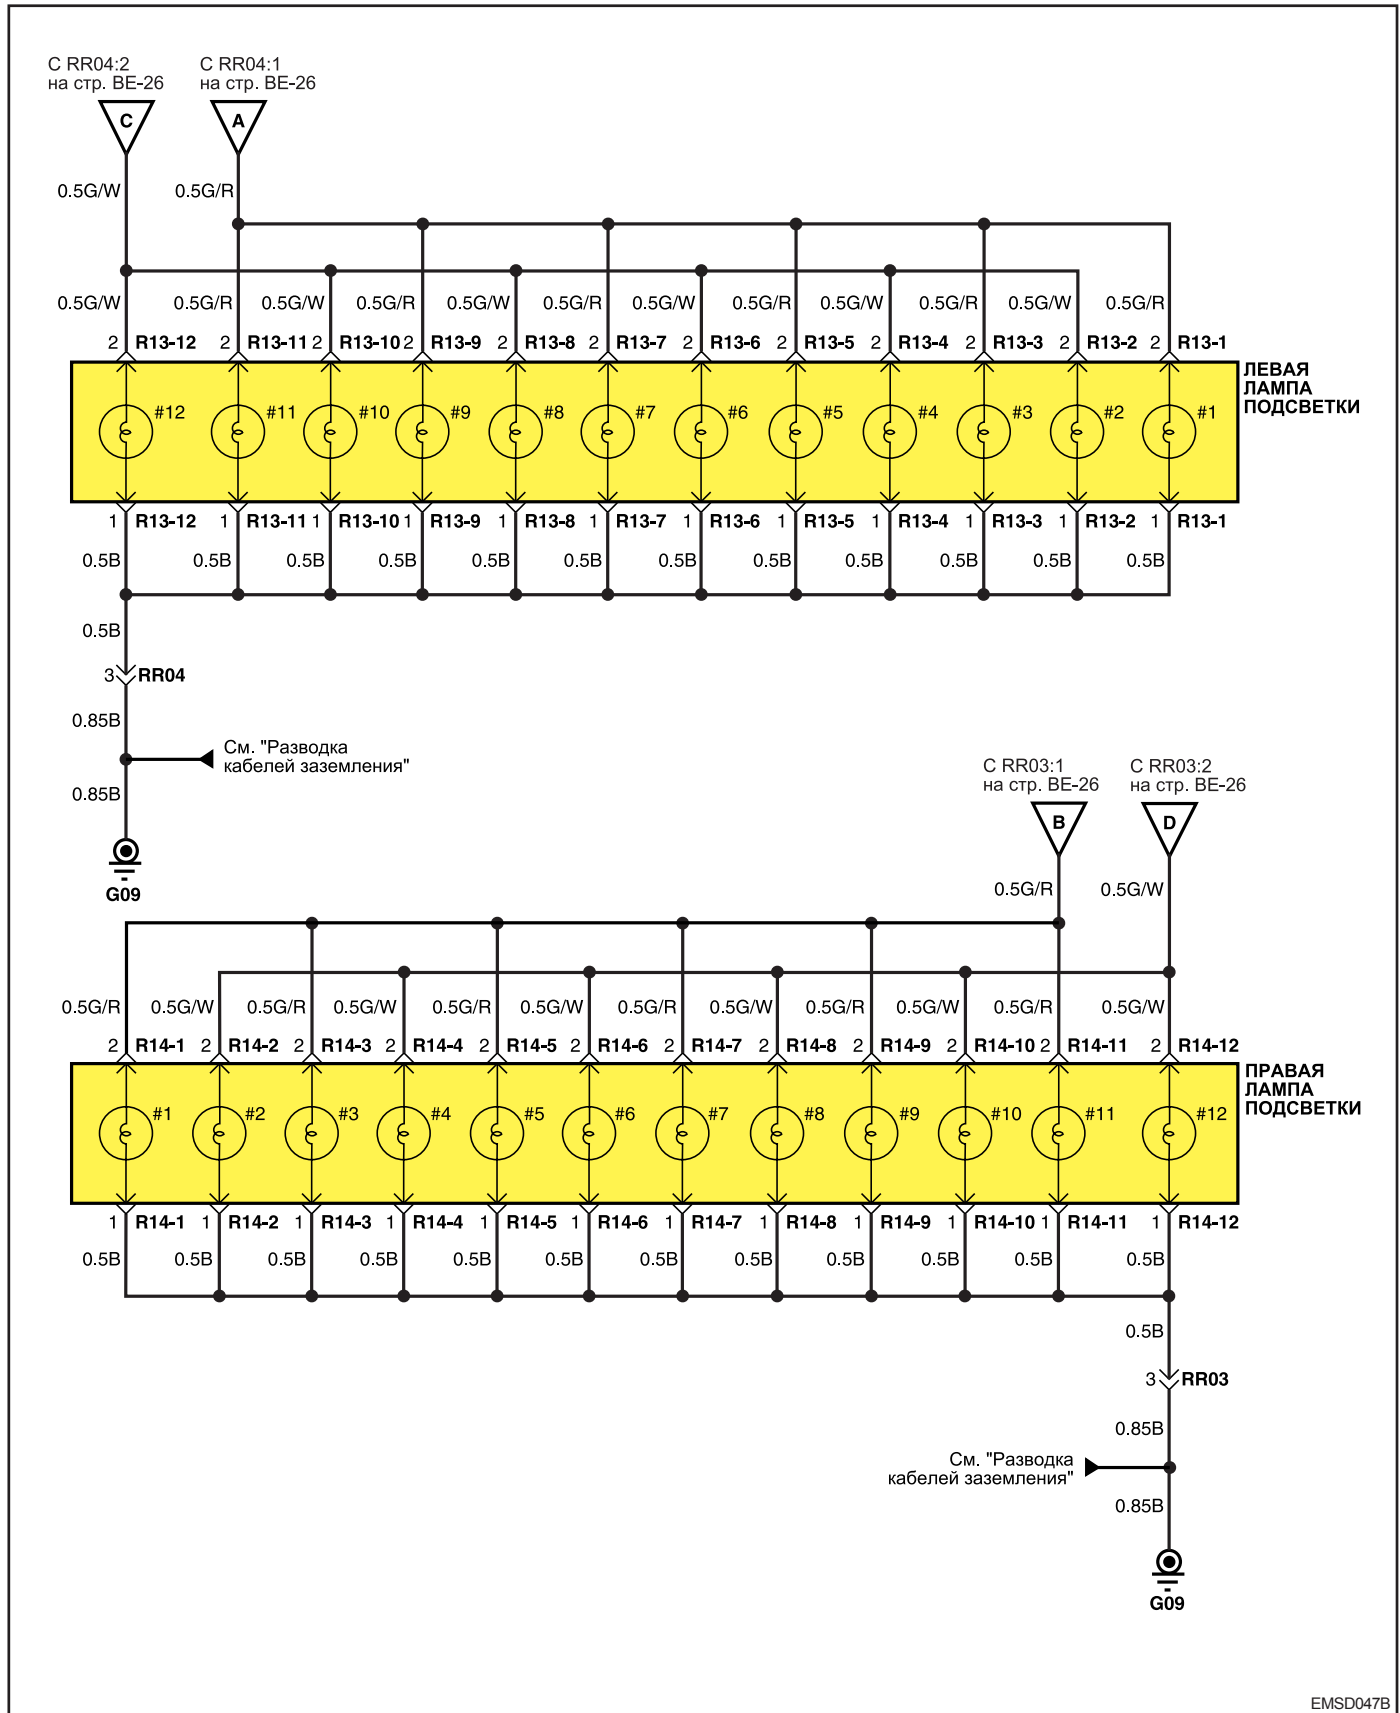 С RR04:2
на стр. BE-26
С RR04:1
на стр. BE-26
C
A
0.5G/W
0.5G/R
0.5G/W 0.5G/R 0.5G/W 0.5G/R 0.5G/W 0.5G/R 0.5G/W 0.5G/R 0.5G/W 0.5G/R 0.5G/W 0.5G/R
2 R13-12 2 R13-11 2 R13-10 2 R13-9 2 R13-8 2 R13-7 2 R13-6 2 R13-5 2 R13-4 2 R13-3 2 R13-2 2 R13-1
ЛЕВАЯ
ЛАМПА
ПОДСВЕТКИ
#12 #11 #10 #9 #8 #7 #6 #5 #4 #3 #2 #1
1 R13-12 1 R13-11 1 R13-10 1 R13-9 1 R13-8 1 R13-7 1 R13-6 1 R13-5 1 R13-4 1 R13-3 1 R13-2 1 R13-1
0.5B 0.5B 0.5B 0.5B 0.5B 0.5B 0.5B 0.5B 0.5B 0.5B 0.5B 0.5B
0.5B
3 RR04
0.85B
См. "Разводка
кабелей заземления"
0.85B
G09
С RR03:1
на стр. BE-26
С RR03:2
на стр. BE-26
B
D
0.5G/R
0.5G/W
0.5G/R 0.5G/W 0.5G/R 0.5G/W 0.5G/R 0.5G/W 0.5G/R 0.5G/W 0.5G/R 0.5G/W 0.5G/R 0.5G/W
2 R14-1 2 R14-2 2 R14-3 2 R14-4 2 R14-5 2 R14-6 2 R14-7 2 R14-8 2 R14-9 2 R14-10 2 R14-11 2 R14-12
ПРАВАЯ
ЛАМПА
ПОДСВЕТКИ
#1 #2 #3 #4 #5 #6 #7 #8 #9 #10 #11 #12
1 R14-1 1 R14-2 1 R14-3 1 R14-4 1 R14-5 1 R14-6 1 R14-7 1 R14-8 1 R14-9 1 R14-10 1 R14-11 1 R14-12
0.5B 0.5B 0.5B 0.5B 0.5B 0.5B 0.5B 0.5B 0.5B 0.5B 0.5B 0.5B
0.5B
3 RR03
0.85B
См. "Разводка
кабелей заземления"
0.85B
G09
EMSD047B